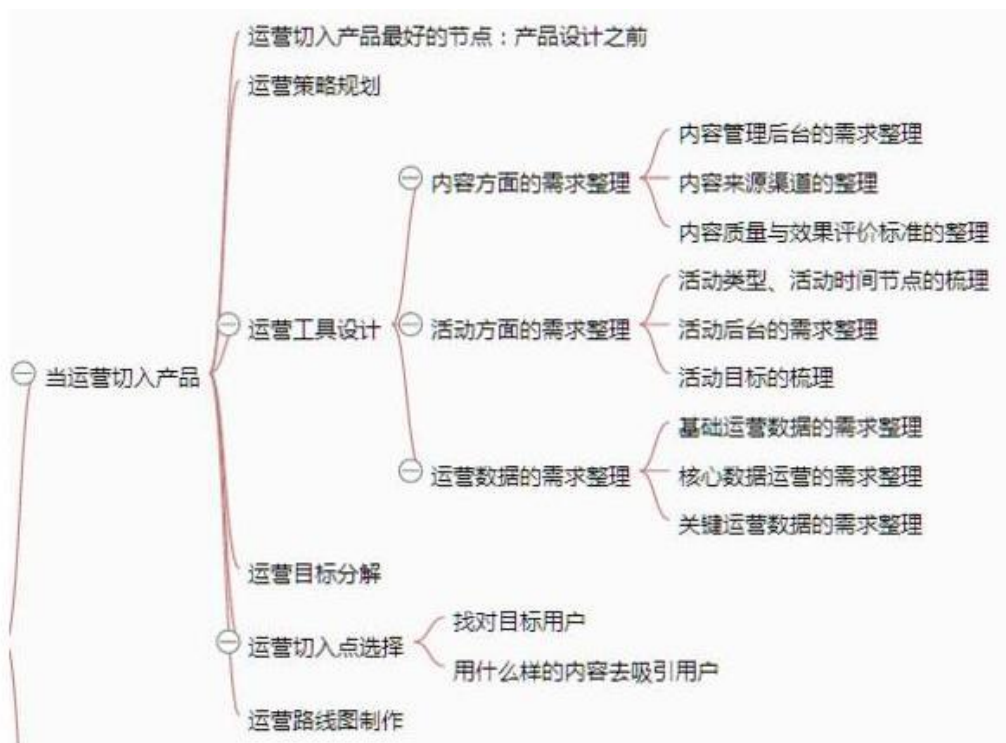 运营切入产品最好的节点：产品设计之前
运营策略规划
内容管理后台的需求整理
内容方面的需求整理
内容来源渠道的整理
内容质量与效果评价标准的整理
活动类型、活动时间节点的梳理
运营工具设计
活动方面的需求整理
活动后台的需求整理
当运营切入产品
活动目标的梳理
基础运营数据的需求整理
运营数据的需求整理
核心数据运营的需求整理
关键运营数据的需求整理
运营目标分解
找对目标用户
运营切入点选择
用什么样的内容去吸引用户
运营路线图制作